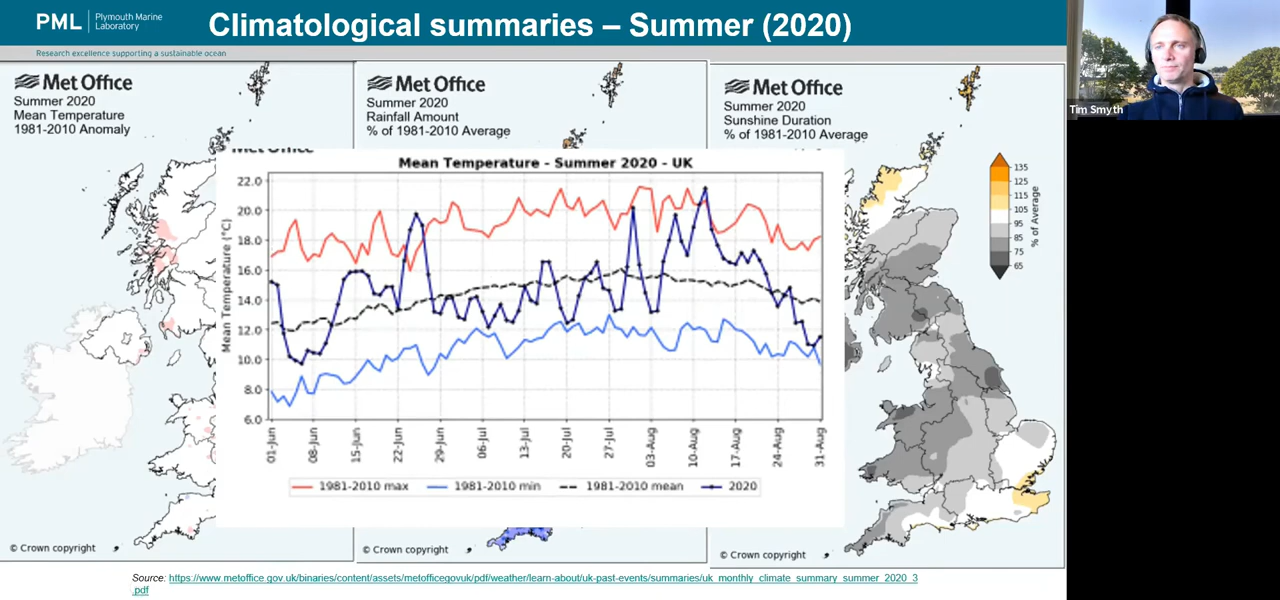 PML | Plymouth Marine
Laboratory
Climatological summaries – Summer (2020)
Research excellence supporting a sustainable ocean
Met Office
Summer 2020
Mean Temperature
1981-2010 Anomaly
Met Office
Summer 2020
Rainfall Amount
% of 1981-2010 Average
Met Office
Summer 2020
Sunshine Duration
% of 1981-2010 Average
Tim Smyth
Met Office
Mean Temperature - Summer 2020 - UK
Mean Temperature (°C)
22.0
20.0
18.0
16.0
14.0
12.0
10.0
8.0
6.0
01-Jun
08-Jun
15-Jun
22-Jun
29-Jun
06-Jul
13-Jul
20-Jul
27-Jul
03-Aug
10-Aug
17-Aug
24-Aug
31-Aug
1981-2010 max
1981-2010 min
1981-2010 mean
2020
135
125
115
105
95
85
75
65
% of Average
© Crown copyright
© Crown copyright
© Crown copyright
Source: https://www.metoffice.gov.uk/binaries/content/assets/metofficegovuk/pdf/weather/learn-about/uk-past-events/summaries/uk_monthly_climate_summary_summer_2020_3
.pdf